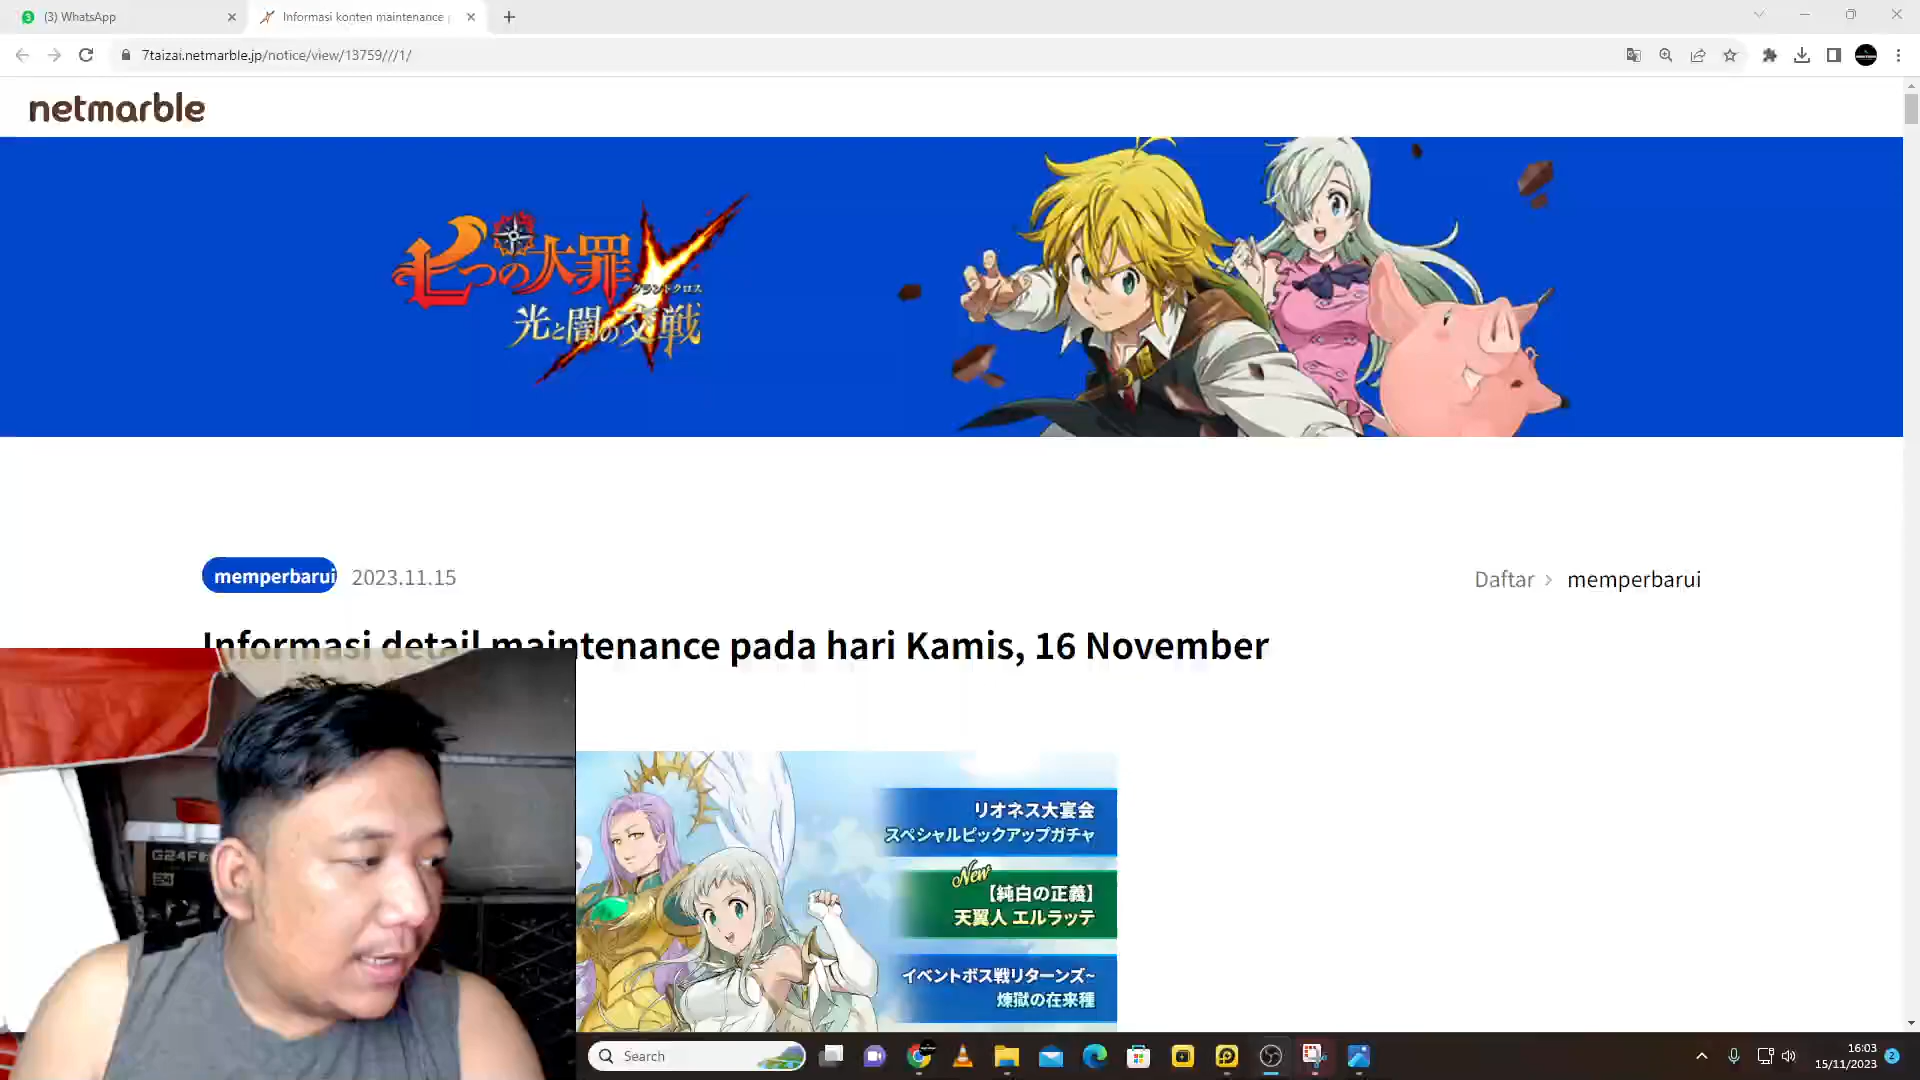 (3) WhatsApp
Informasi konten maintenance
7taizai.netmarble.jp/notice/view/13759///1/
netmarble
七つの大罪
グランドクロス
光と闇の交戦
memperbarui 2023.11.15
Daftar > memperbarui
Informasi detail maintenance pada hari Kamis, 16 November
リオネス大宴会
スペシャルピックアップガチャ
New
【純白の正義】
天翼人 エルラッテ
イベントボス戦リターンズ~
煉獄の在来種
G24F
Search
16:03
15/11/2023
2